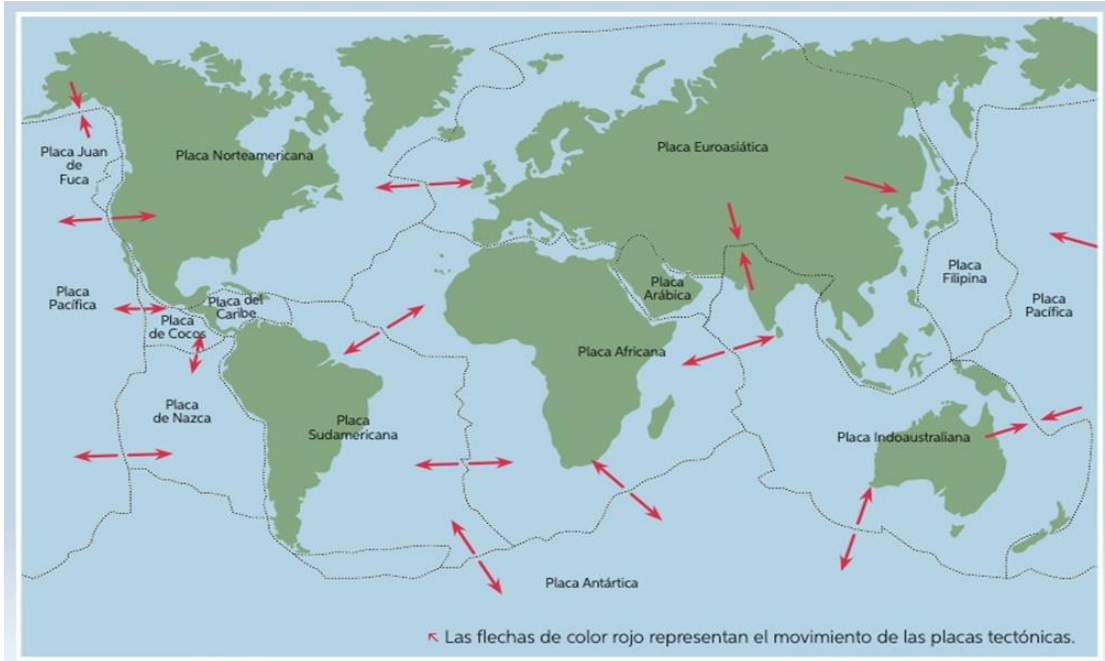 Placa Juan
de
Fuca
Placa Norteamericana
Placa Euroasiática
Placa
Pacífica
Placa del
Caribe
Placa
de Cocos
Placa
Arábica
Placa
Filipina
Placa
Pacífica
Placa Africana
Placa
de Nazca
Placa
Sudamericana
Placa Indoaustraliana
Placa Antártica
Las flechas de color rojo representan el movimiento de las placas tectónicas.